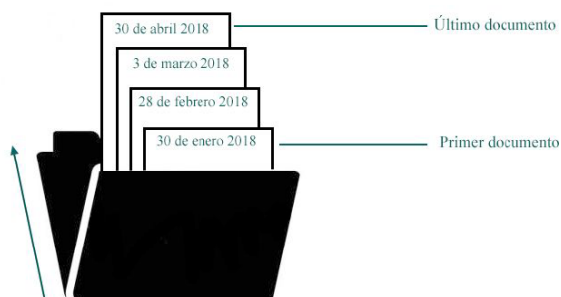 30 de abril 2018
Último documento
3 de marzo 2018
28 de febrero 2018
30 de enero 2018
Primer documento